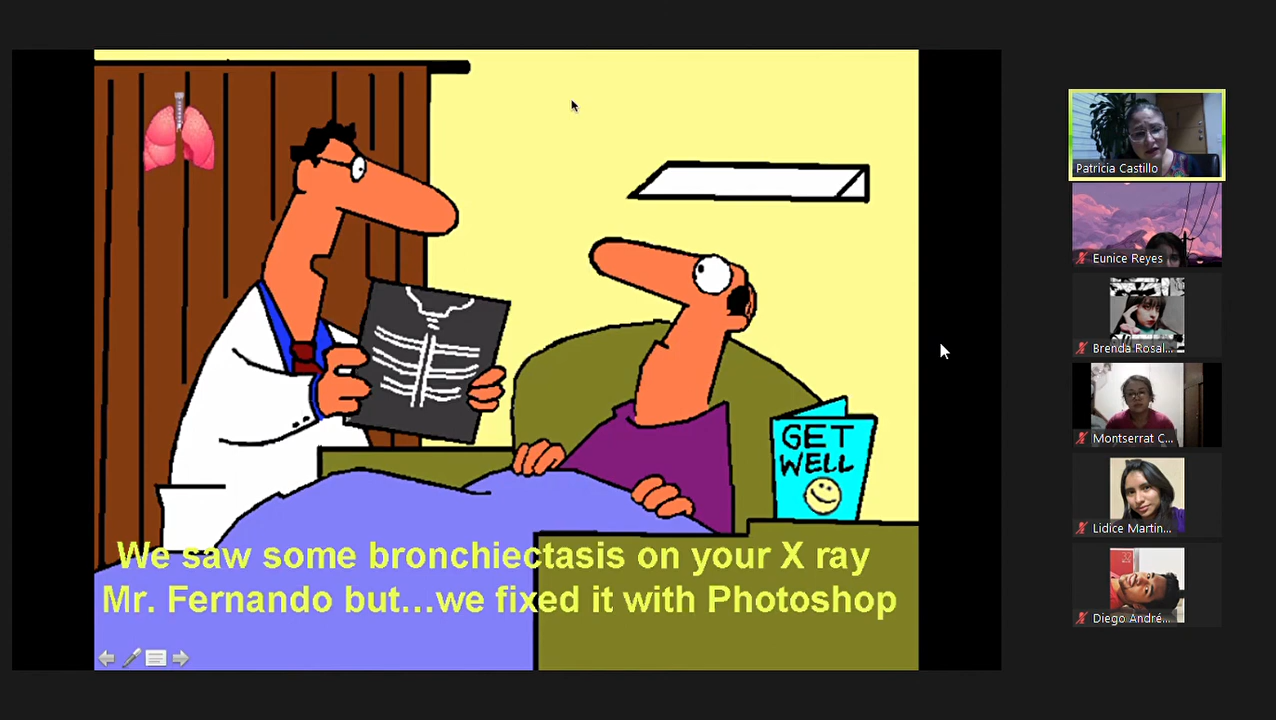 GET
WELL
We saw some bronchiectasis on your X ray
Mr. Fernando but...we fixed it with Photoshop
Patricia Castillo
Eunice Reyes
Brenda Rosal...
Montserrat C...
Lidice Martin...
Diego André...